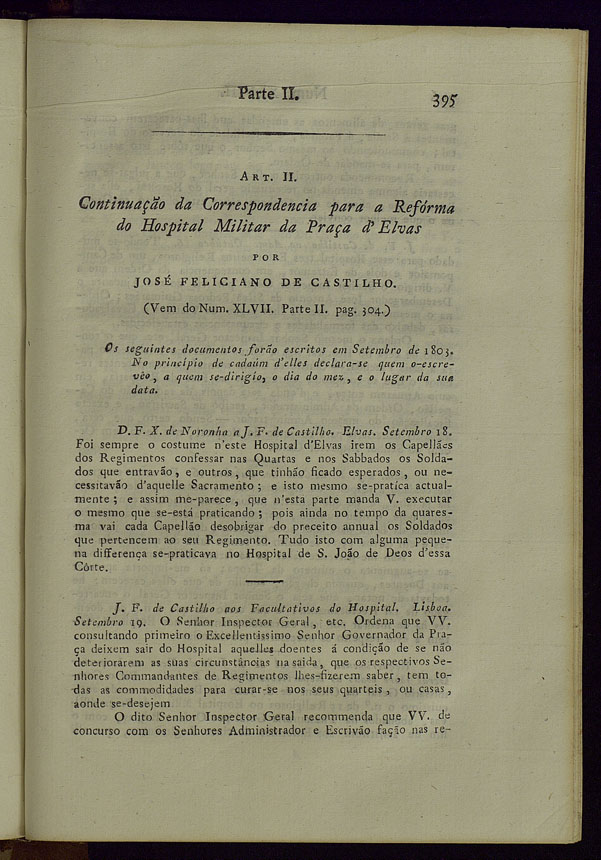 Parte II.
395
ART. II.
Continuação da Correspondencia para a Refórma
do Hospital Militar da Praça d'Elvas
POR
JOSÉ FELICIANO DE CASTILHO.
(Vem do Num. XLVII. Parte II. pag. 304.)
Os seguintes documentos forão escritos em Setembro de 1803.
No principio de cadaúm d'elles declara-se quem o-escre-
vêo, a quem se-dirigío, o dia do mez, e o lugar da sua
data.
D. F. X. de Noronha a J. F. de Castilho. Elvas. Setembro 18.
Foi sempre o costume n'este Hospital d'Elvas irem os Capellães
dos Regimentos confessar nas Quartas e nos Sabbados os Solda-
dos que entravão, e outros, que tinhão ficado esperados, ou ne-
cessitavão d'aquelle Sacramento; e isto mesmo se-pratíca actual-
mente; e assim me-parece, que n'esta parte manda V. executar
o mesmo que se-está praticando; pois ainda no tempo da quares-
ma vai cada Capellão desobrigar do preceito annual os Soldados
que pertencem ao seu Regimento. Tudo isto com alguma peque-
na differença se-praticava no Hospital de S. João de Deos d'essa
Côrte.
J. F. de Castilho aos Facultativos do Hospital. Lisboa.
Setembro 19. O Senhor Inspector Geral, etc. Ordena que VV.
consultando primeiro o Excellentissimo Senhor Governador da Pra-
ça deixem sair do Hospital aquelles doentes á condição de se não
deteriorarem as suas circunstâncias na saida, que os respectivos Se-
nhores Commandantes de Regimentos lhes-fizerem saber, tem to-
das as commodidades para curar-se nos seus quarteis, ou casas,
aonde se-desejem
O dito Senhor Inspector Geral recommenda que VV. de
concurso com os Senhores Administrador e Escrivão fação nas re-